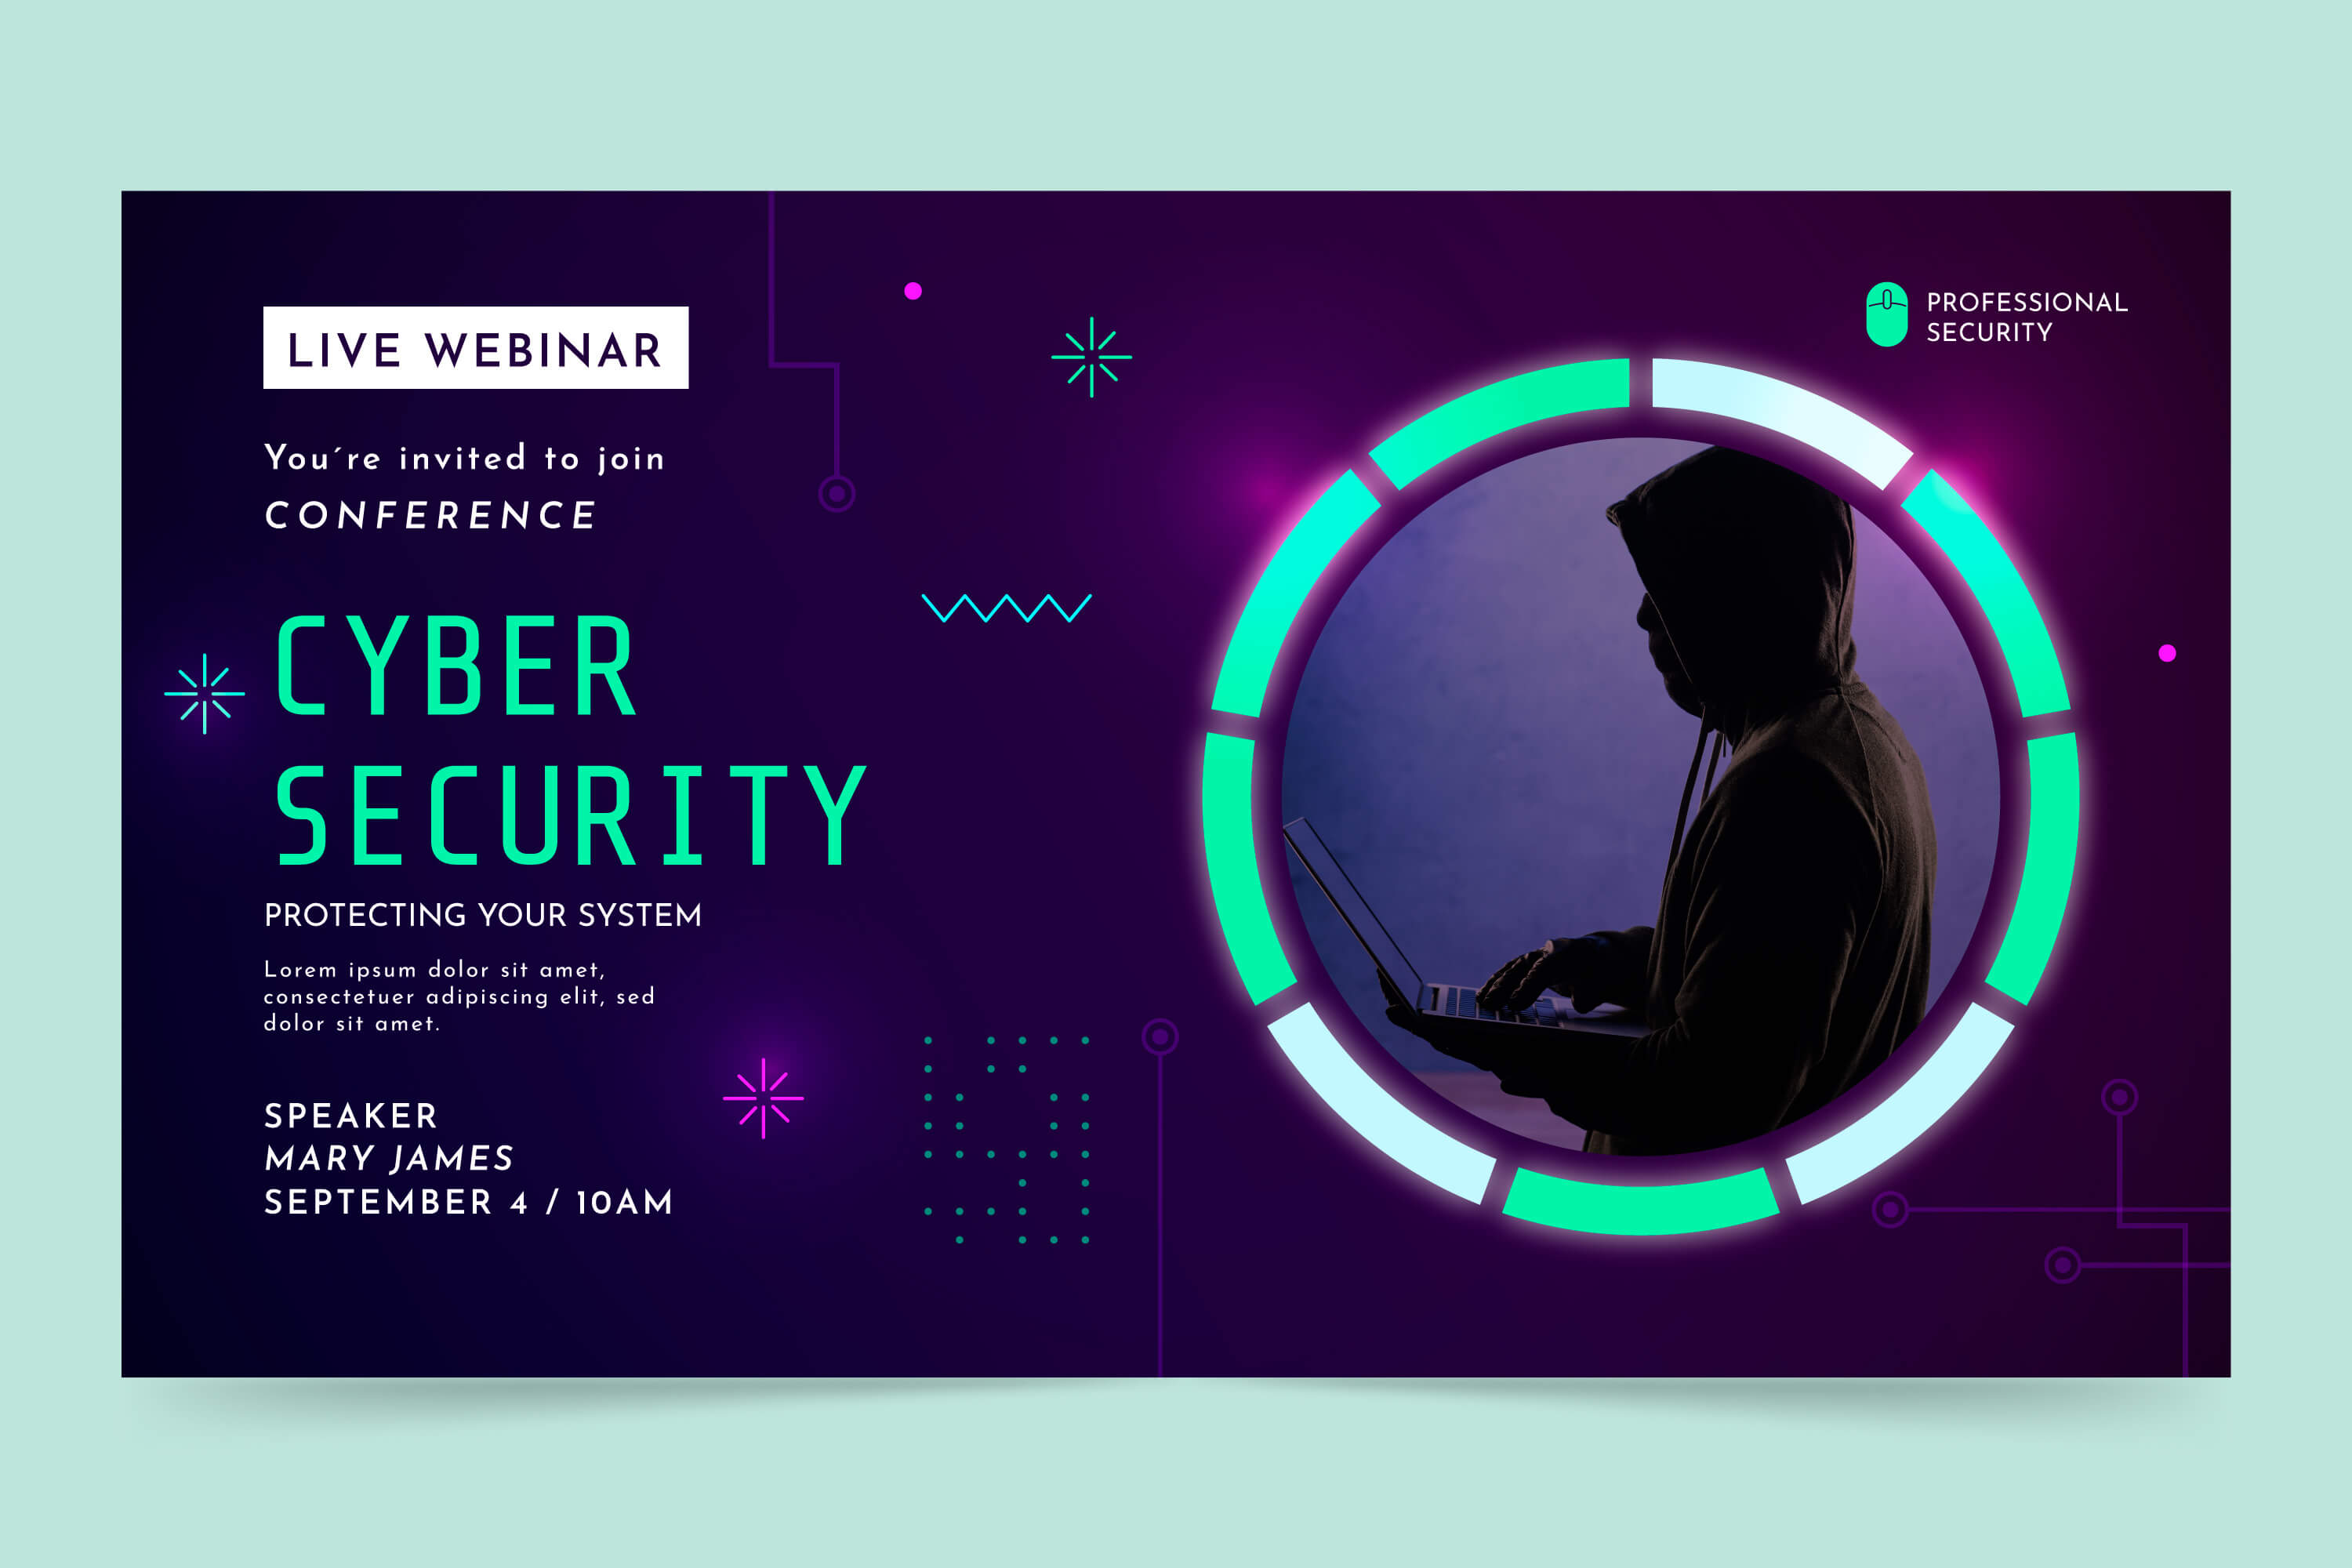 LIVE WEBINAR
You´re invited to join
CONFERENCE
CYBER
SECURITY
PROTECTING YOUR SYSTEM
Lorem ipsum dolor sit amet,
consectetuer adipiscing elit, sed
dolor sit amet.
SPEAKER
MARY JAMES
SEPTEMBER 4 / 10AM
PROFESSIONAL
SECURITY